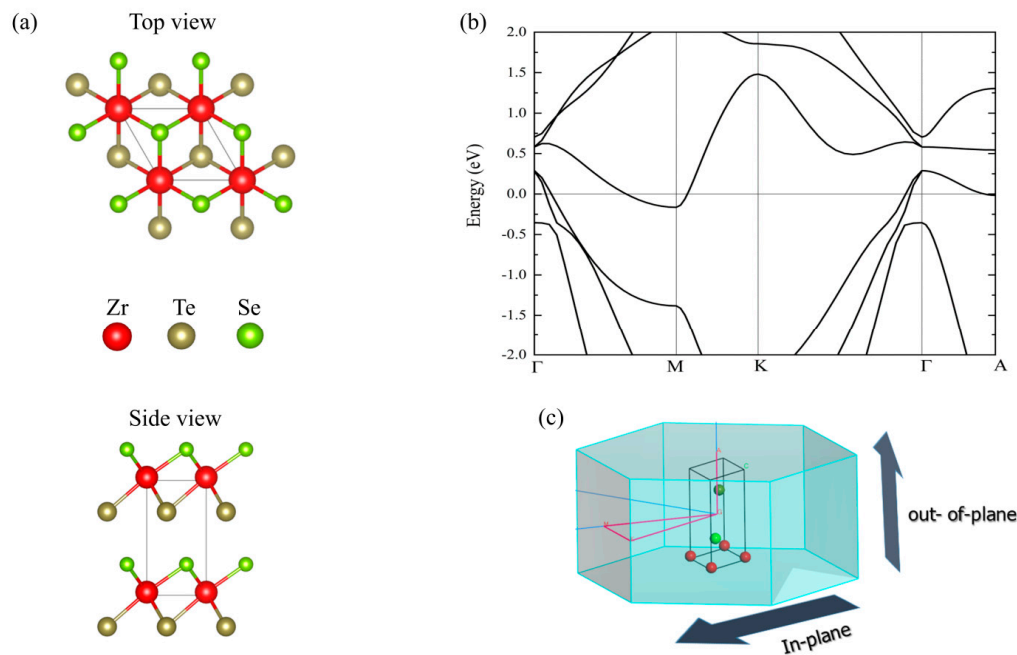 (a)
Top view
Zr Te Se
Side view
(b)
Energy (eV)
2.0
1.5
1.0
0.5
0.0
-0.5
-1.0
-1.5
-2.0
Γ M K Γ A
(c)
out- of-plane
In-plane